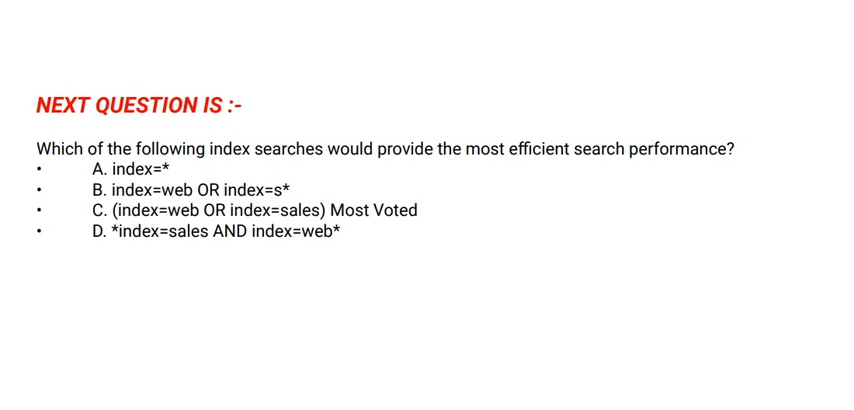 NEXT QUESTION IS :-
Which of the following index searches would provide the most efficient search performance?
• A. index=*
• B. index=web OR index=s*
• C. (index=web OR index=sales) Most Voted
• D. *index=sales AND index=web*